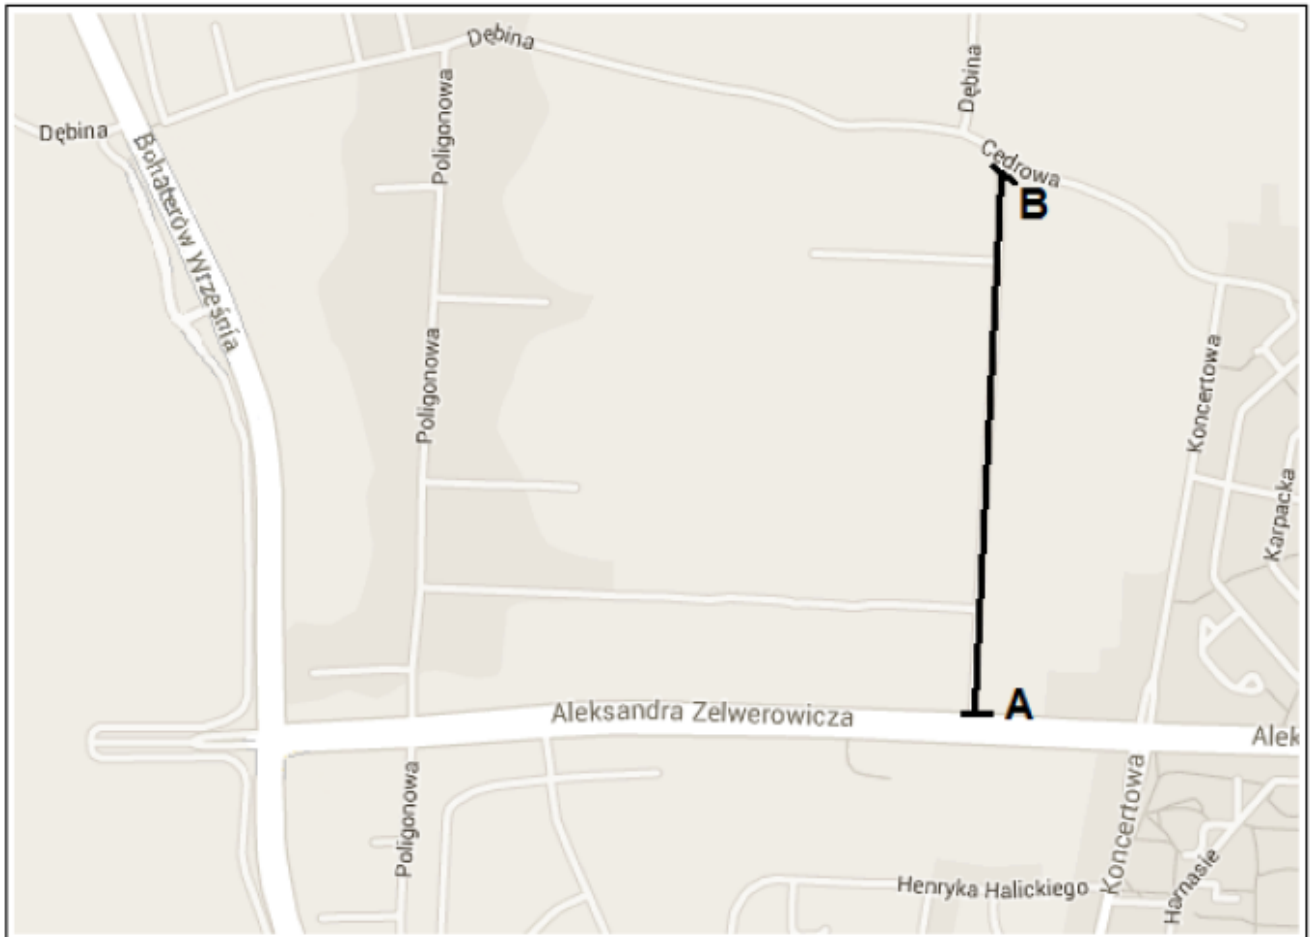 Dębina
Dębina
Dębina
Bohaterów Września
Poligonowa
Cedrowa
B
Poligonowa
Koncertowa
Karpacka
A
Aleksandra Zelwerowicza
Alek
Poligonowa
Koncertowa
Henryka Halickiego
Harnasie